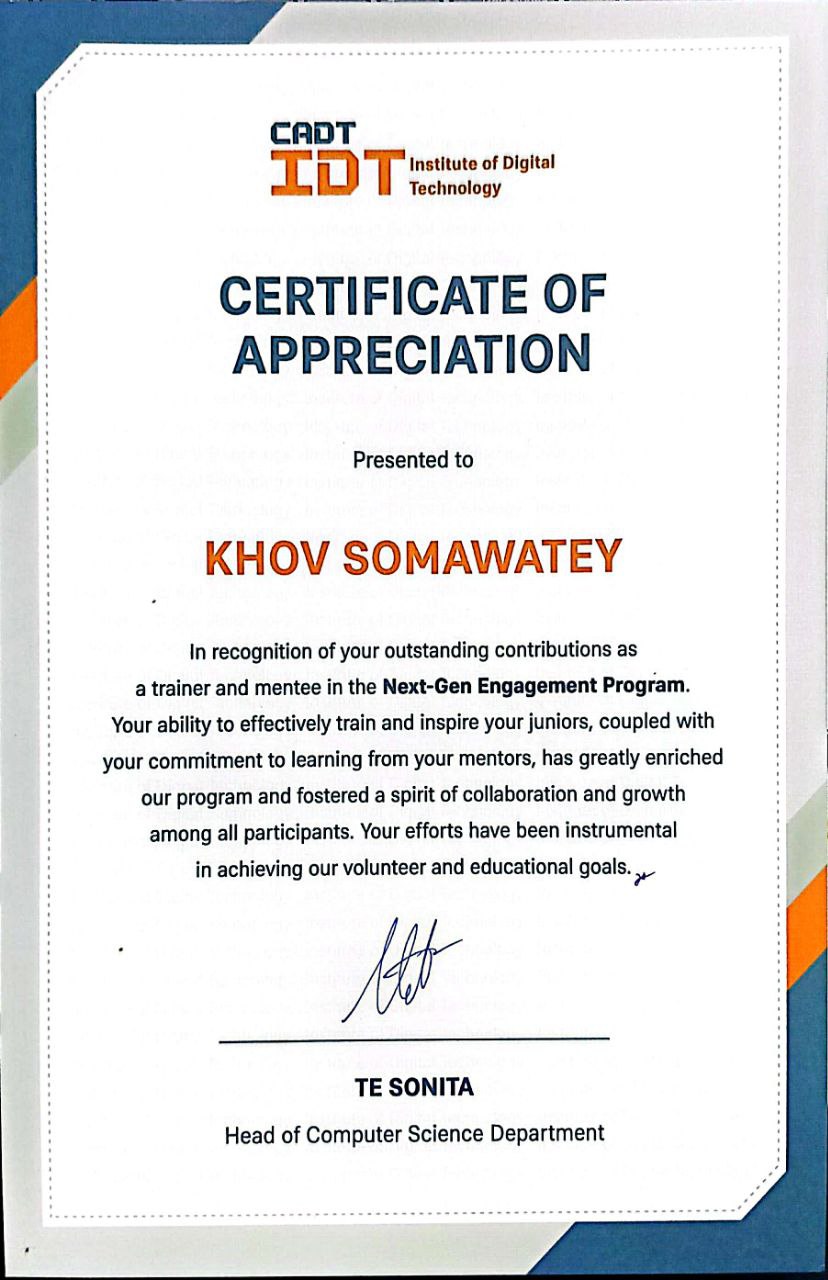 CADT
IDT Institute of Digital
Technology
CERTIFICATE OF
APPRECIATION
Presented to
KHOV SOMAWATEY
In recognition of your outstanding contributions as
a trainer and mentee in the Next-Gen Engagement Program.
Your ability to effectively train and inspire your juniors, coupled with
your commitment to learning from your mentors, has greatly enriched
our program and fostered a spirit of collaboration and growth
among all participants. Your efforts have been instrumental
in achieving our volunteer and educational goals.
TE SONITA
Head of Computer Science Department